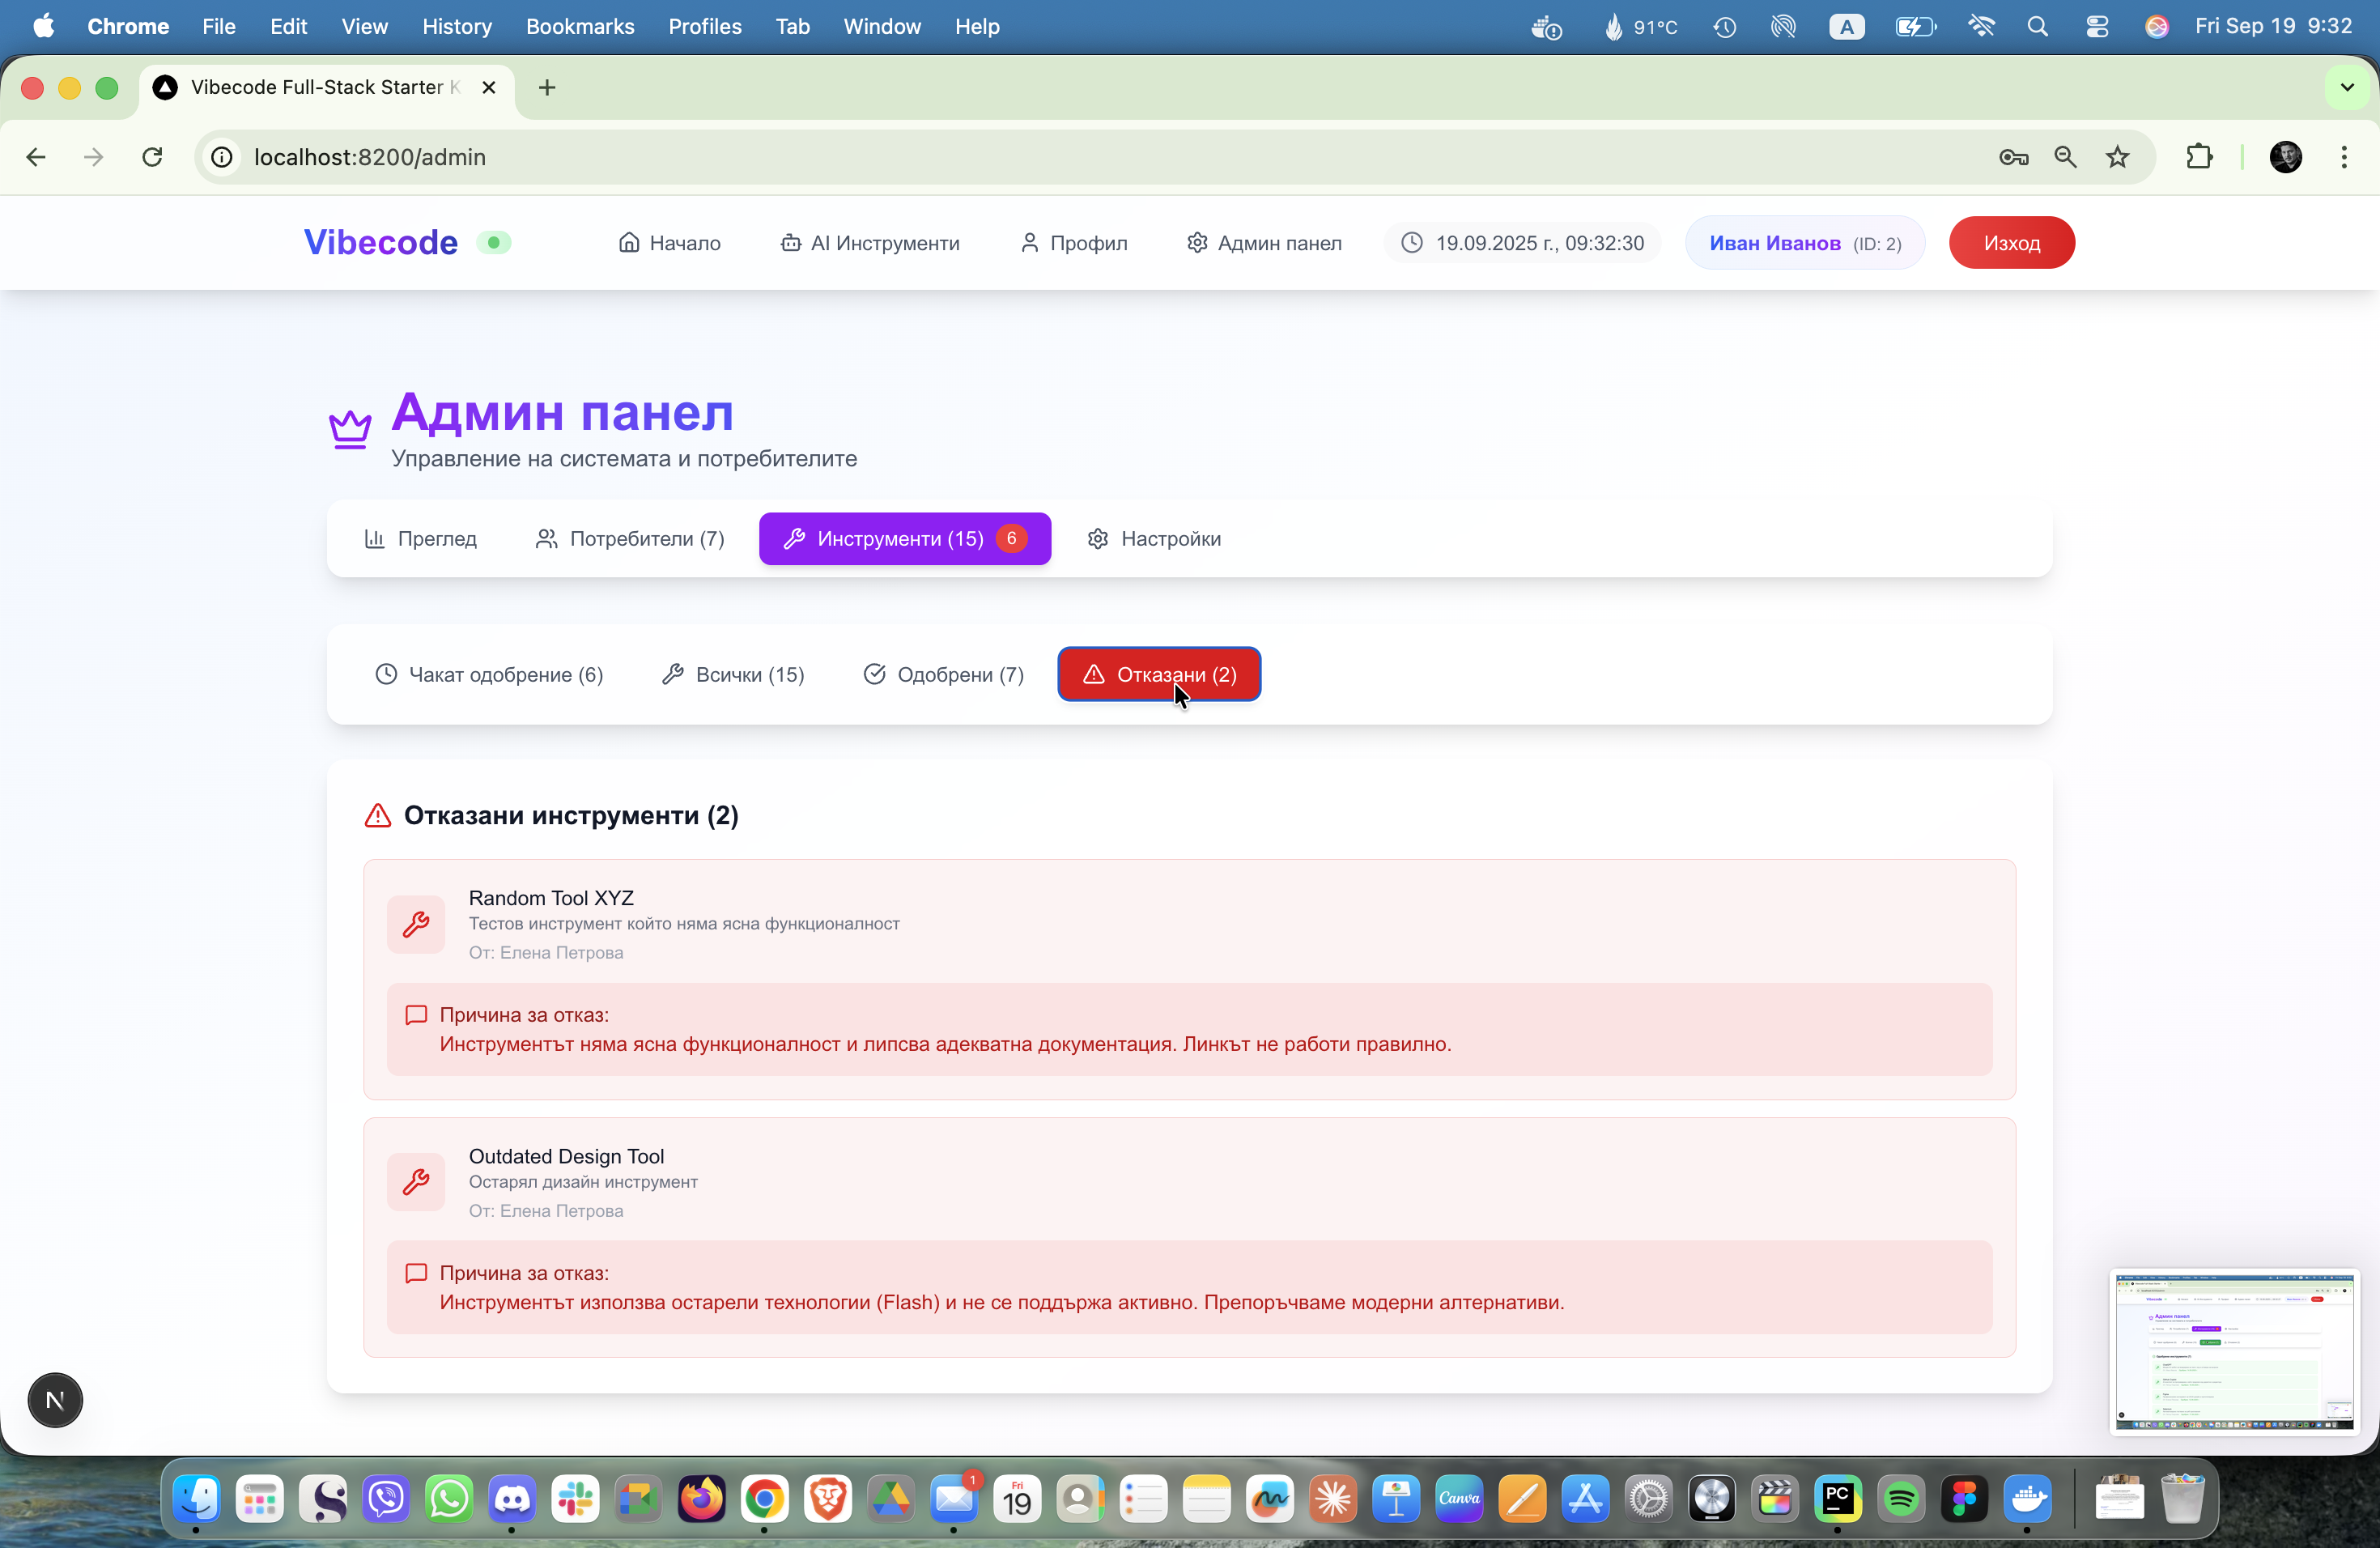 Chrome File Edit View History Bookmarks Profiles Tab Window Help 91°C A Fri Sep 19 9:32
Vibecode Full-Stack Starter K
localhost:8200/admin
Vibecode Начало AI Инструменти Профил Админ панел 19.09.2025 г., 09:32:30 Иван Иванов (ID: 2) Изход
Админ панел
Управление на системата и потребителите
Преглед Потребители (7) Инструменти (15) 6 Настройки
Чакат одобрение (6) Всички (15) Одобрени (7) Отказани (2)
Отказани инструменти (2)
Random Tool XYZ
Тестов инструмент който няма ясна функционалност
От: Елена Петрова
Причина за отказ:
Инструментът няма ясна функционалност и липсва адекватна документация. Линкът не работи правилно.
Outdated Design Tool
Остарял дизайн инструмент
От: Елена Петрова
Причина за отказ:
Инструментът използва остарели технологии (Flash) и не се поддържа активно. Препоръчваме модерни алтернативи.
N
Админ панел
1
Fri
19
Canva
PC